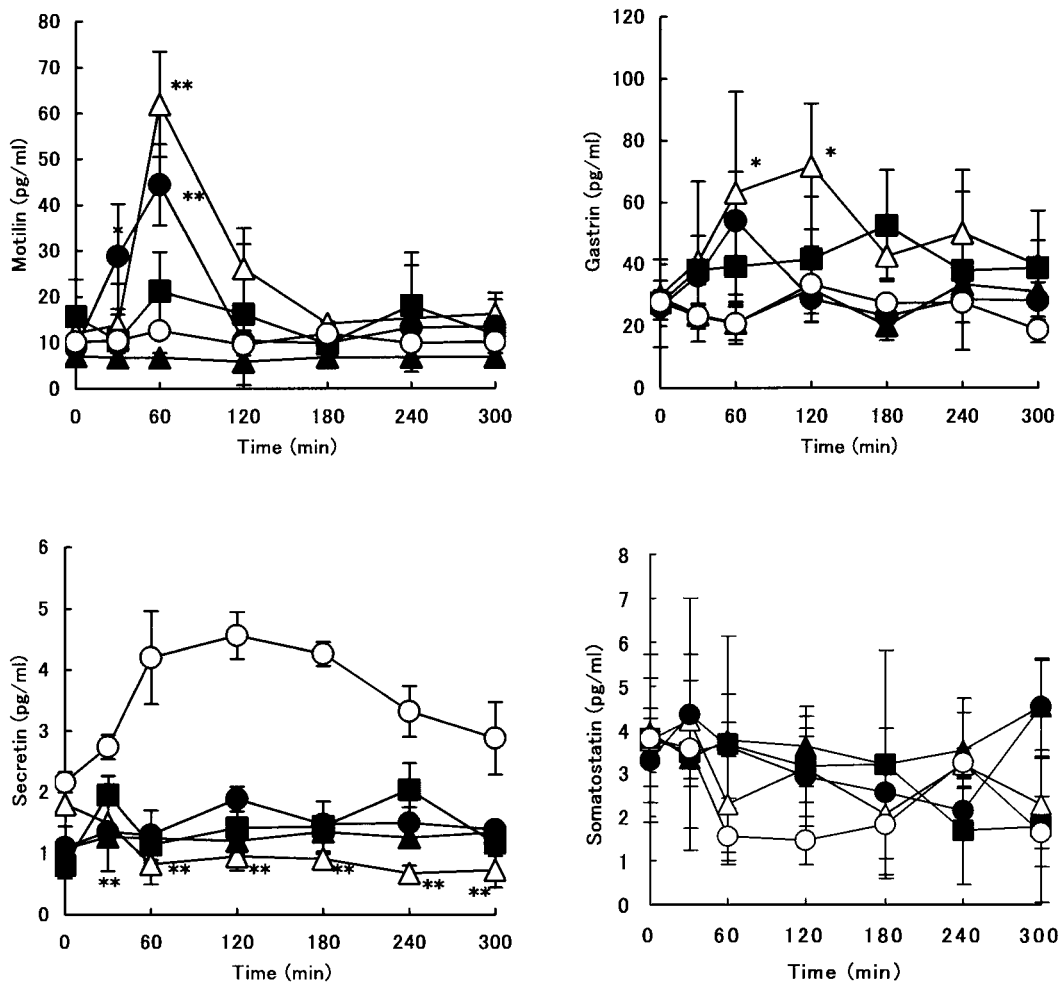 80
70
60
50
40
30
20
10
0
Motilin (pg/ml)
**
**
*
0 60 120 180 240 300
Time (min)
120
100
80
60
40
20
0
Gastrin (pg/ml)
*
*
0 60 120 180 240 300
Time (min)
6
5
4
3
2
1
0
Secretin (pg/ml)
** ** ** ** ** **
0 60 120 180 240 300
Time (min)
8
7
6
5
4
3
2
1
0
Somatostatin (pg/ml)
0 60 120 180 240 300
Time (min)